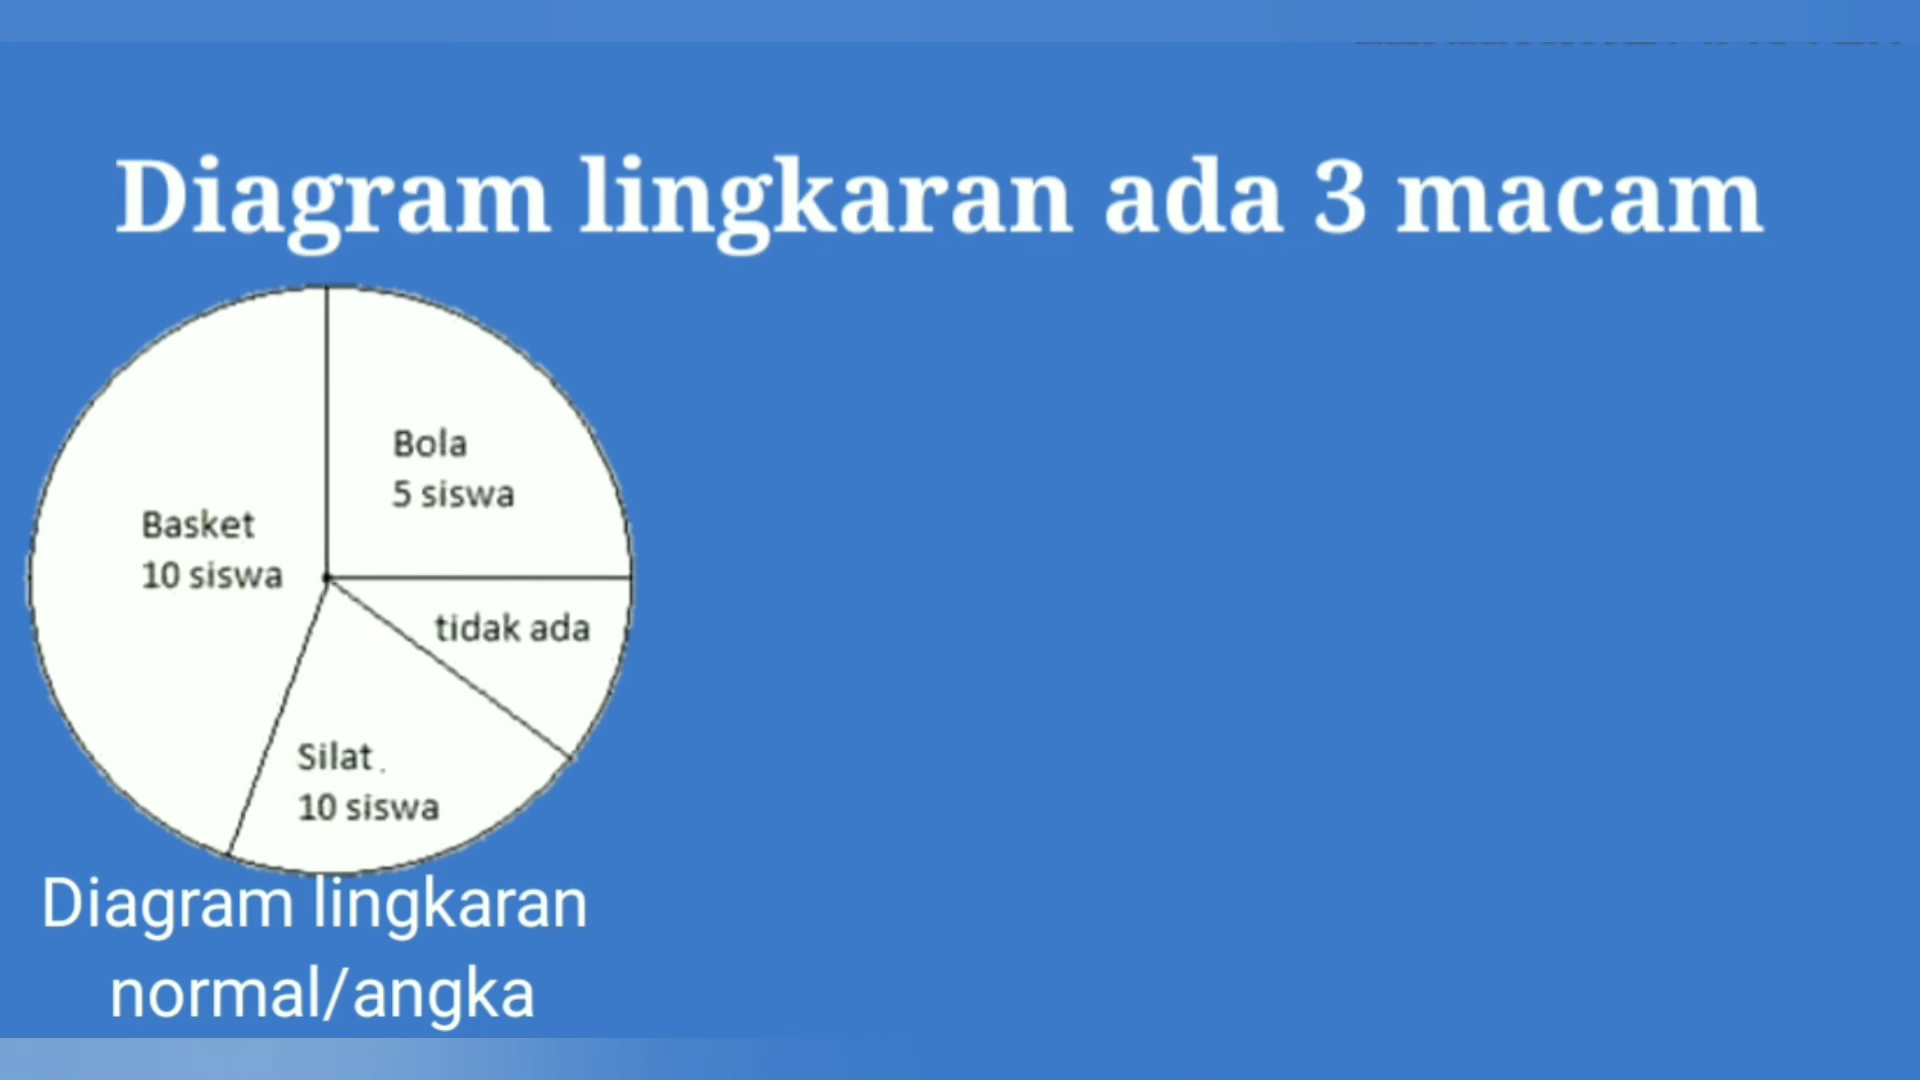 Diagram lingkaran ada 3 macam
Bola
5 siswa
Basket
10 siswa
tidak ada
Silat
10 siswa
Diagram lingkaran
normal/angka